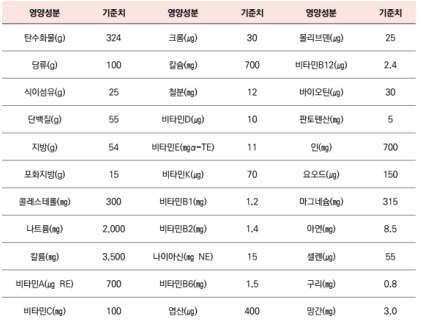 영양성분 기준치 영양성분 기준치 영양성분 기준치
탄수화물(g) 324 크롬(㎍) 30 몰리브덴(㎍) 25
당류(g) 100 칼슘(㎎) 700 비타민B12(㎍) 2.4
식이섬유(g) 25 철분(㎎) 12 바이오틴(㎍) 30
단백질(g) 55 비타민D(㎍) 10 판토텐산(㎎) 5
지방(g) 54 비타민E(㎎α-TE) 11 인(㎎) 700
포화지방(g) 15 비타민K(㎍) 70 요오드(㎍) 150
콜레스테롤(㎎) 300 비타민B1(㎎) 1.2 마그네슘(㎎) 315
나트륨(㎎) 2,000 비타민B2(㎎) 1.4 아연(㎎) 8.5
칼륨(㎎) 3,500 나이아신(㎎ NE) 15 셀렌(㎍) 55
비타민A(㎍ RE) 700 비타민B6(㎎) 1.5 구리(㎎) 0.8
비타민C(㎎) 100 엽산(㎍) 400 망간(㎎) 3.0